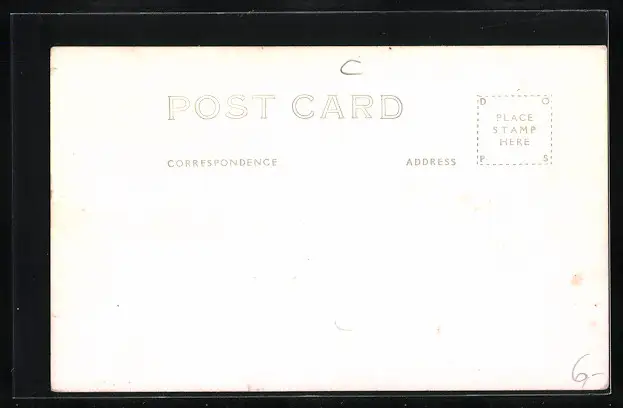 C
POST CARD
D O
PLACE
STAMP
HERE
P S
CORRESPONDENCE ADDRESS
6-